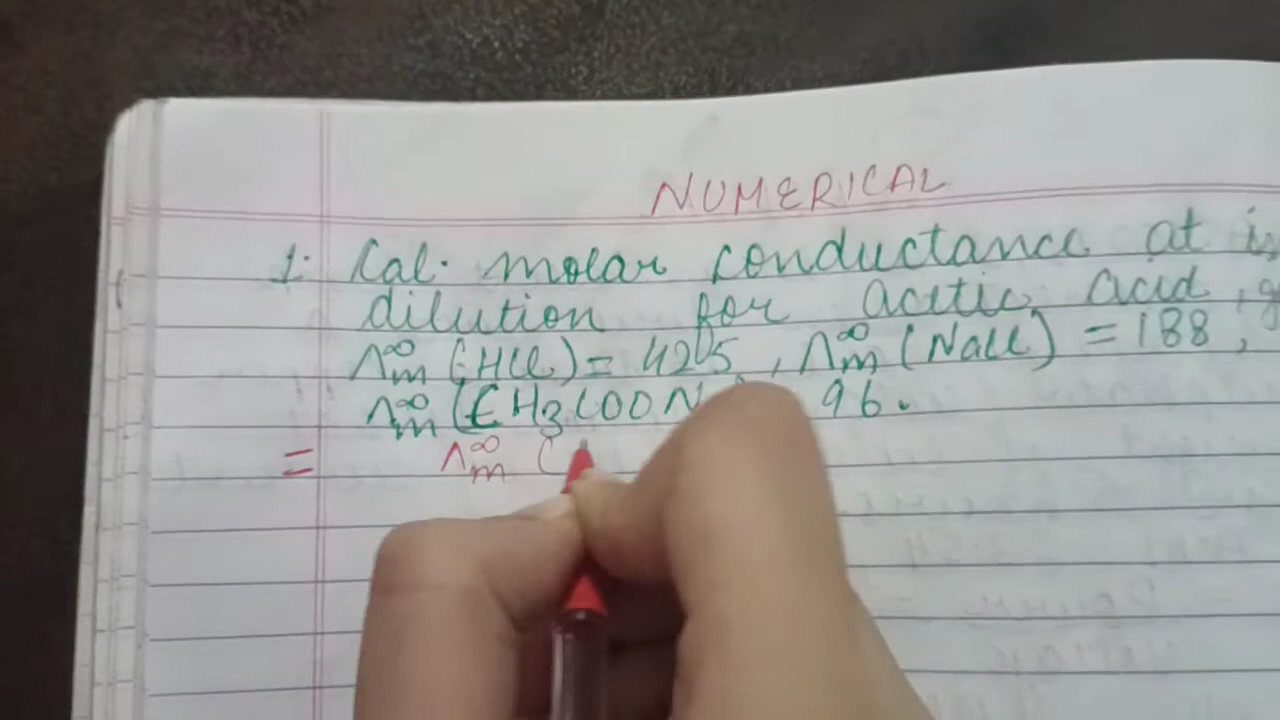 NUMERICAL
1. Cal. molar conductance at
dilution for acetic acid,
Λ∞m (HCl) = 425, Λ∞m (NaCl) = 188,
Λ∞m (CH3COON 96.
= Λ∞m (